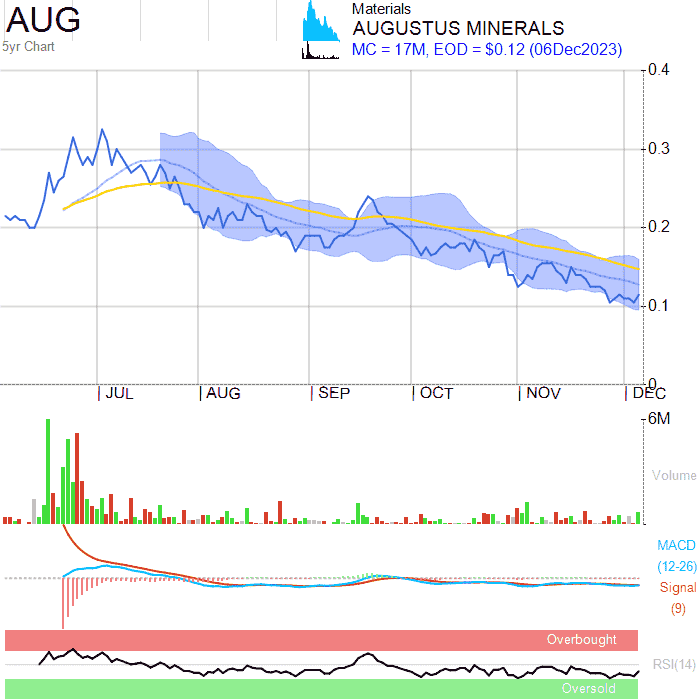 AUG
5yr Chart
Materials
AUGUSTUS MINERALS
MC = 17M, EOD = $0.12 (06Dec2023)
0.4
0.3
0.2
0.1
0
JUL AUG SEP OCT NOV DEC
6M
Volume
MACD
(12-26)
Signal
(9)
Overbought
RSI(14)
Oversold